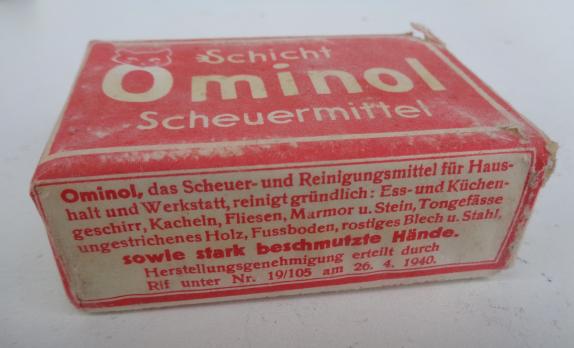 Schicht
Ominol
Scheuermittel
Ominol, das Scheuer- und Reinigungsmittel für Haus-
halt und Werkstatt, reinigt gründlich: Ess- und Küchen-
geschirr, Kacheln, Fliesen, Marmor u. Stein, Tongefässe
ungestrichenes Holz, Fussboden, rostiges Blech u. Stahl,
sowie stark beschmutzte Hände.
Herstellungsgenehmigung erteilt durch
Rif unter Nr. 19/105 am 26. 4. 1940.